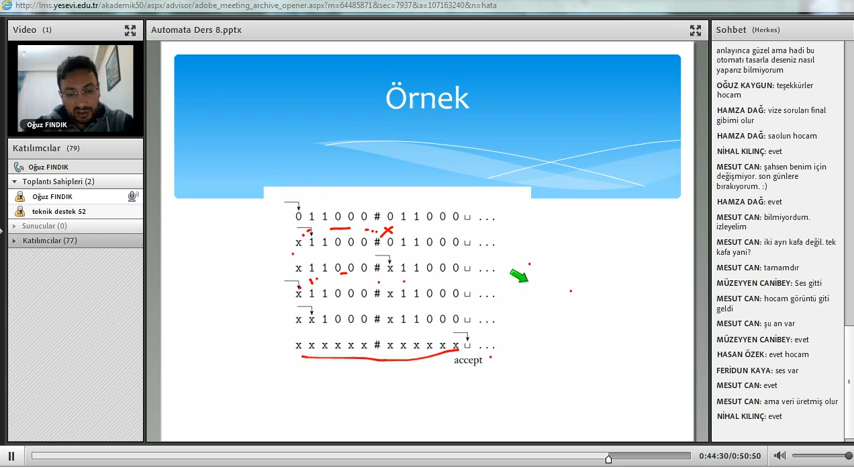 http://lms.yesevi.edu.tr/akademik50/aspx/advisor/adobe_meeting_archive_opener.aspx?m=64485871&sec=7937&a=107163240&n=hata
Video (1)
Oğuz FINDIK
Katılımcılar (79)
Oğuz FINDIK
Toplantı Sahipleri (2)
Oğuz FINDIK
teknik destek 52
Sunucular (0)
Katılımcılar (77)
Automata Ders 8.pptx
Örnek
0 1 1 0 0 0 # 0 1 1 0 0 0 ⊔ ...
x 1 1 0 0 0 # 0 1 1 0 0 0 ⊔ ...
x 1 1 0 0 0 # x 1 1 0 0 0 ⊔ ...
x 1 1 0 0 0 # x 1 1 0 0 0 ⊔ ...
x x 1 0 0 0 # x 1 1 0 0 0 ⊔ ...
x x x x x x # x x x x x x ⊔ ...
accept
Sohbet (Herkes)
anlayınca güzel ama hadi bu
otomatı tasarla deseniz nasıl
yaparız bilmiyorum
OĞUZ KAYGUN: teşekkürler
hocam
HAMZA DAĞ: vize soruları final
gibimi olur
HAMZA DAĞ: saolun hocam
NİHAL KILINÇ: evet
MESUT CAN: şahsen benim için
değişmiyor. son günlere
bırakıyorum. :)
HAMZA DAĞ: evet
MESUT CAN: bilmiyordum.
izleyelim
MESUT CAN: iki ayrı kafa değil. tek
kafa yani?
MESUT CAN: tamamdır
MÜZEYYEN CANİBEY: Ses gitti
MESUT CAN: hocam görüntü giti
geldi
MESUT CAN: şu an var
MÜZEYYEN CANİBEY: evet
HASAN ÖZEK: evet hocam
FERİDUN KAYA: ses var
MESUT CAN: evet
MESUT CAN: ama veri üretmiş olur
NİHAL KILINÇ: evet
0:44:30/0:50:50